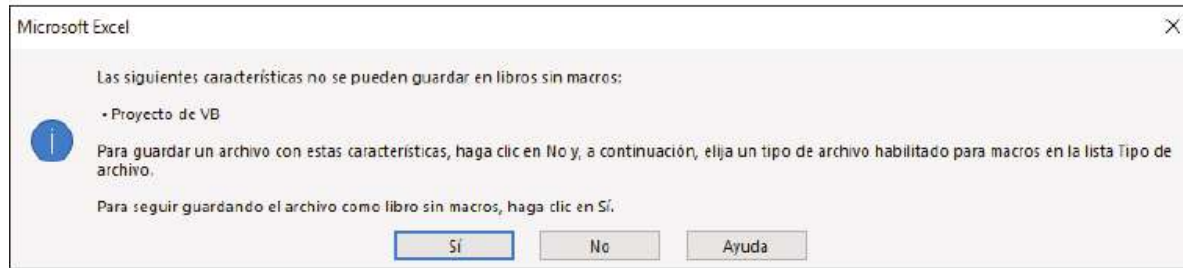 Microsoft Excel
Las siguientes características no se pueden guardar en libros sin macros:
• Proyecto de VB
Para guardar un archivo con estas características, haga clic en No y, a continuación, elija un tipo de archivo habilitado para macros en la lista Tipo de
archivo.
Para seguir guardando el archivo como libro sin macros, haga clic en Sí.
Sí No Ayuda